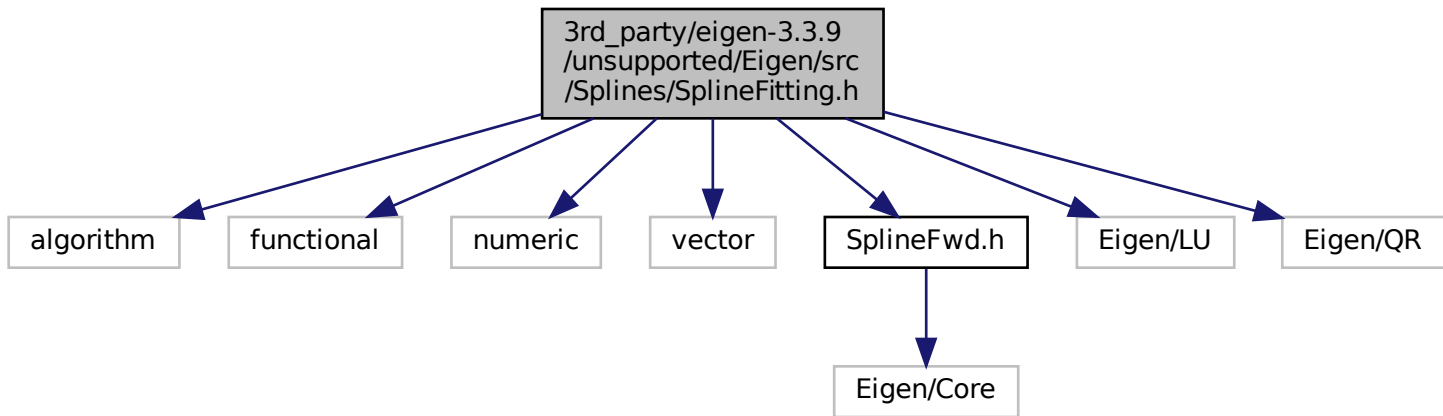 3rd_party/eigen-3.3.9
/unsupported/Eigen/src
/Splines/SplineFitting.h
algorithm
functional
numeric
vector
SplineFwd.h
Eigen/LU
Eigen/QR
Eigen/Core